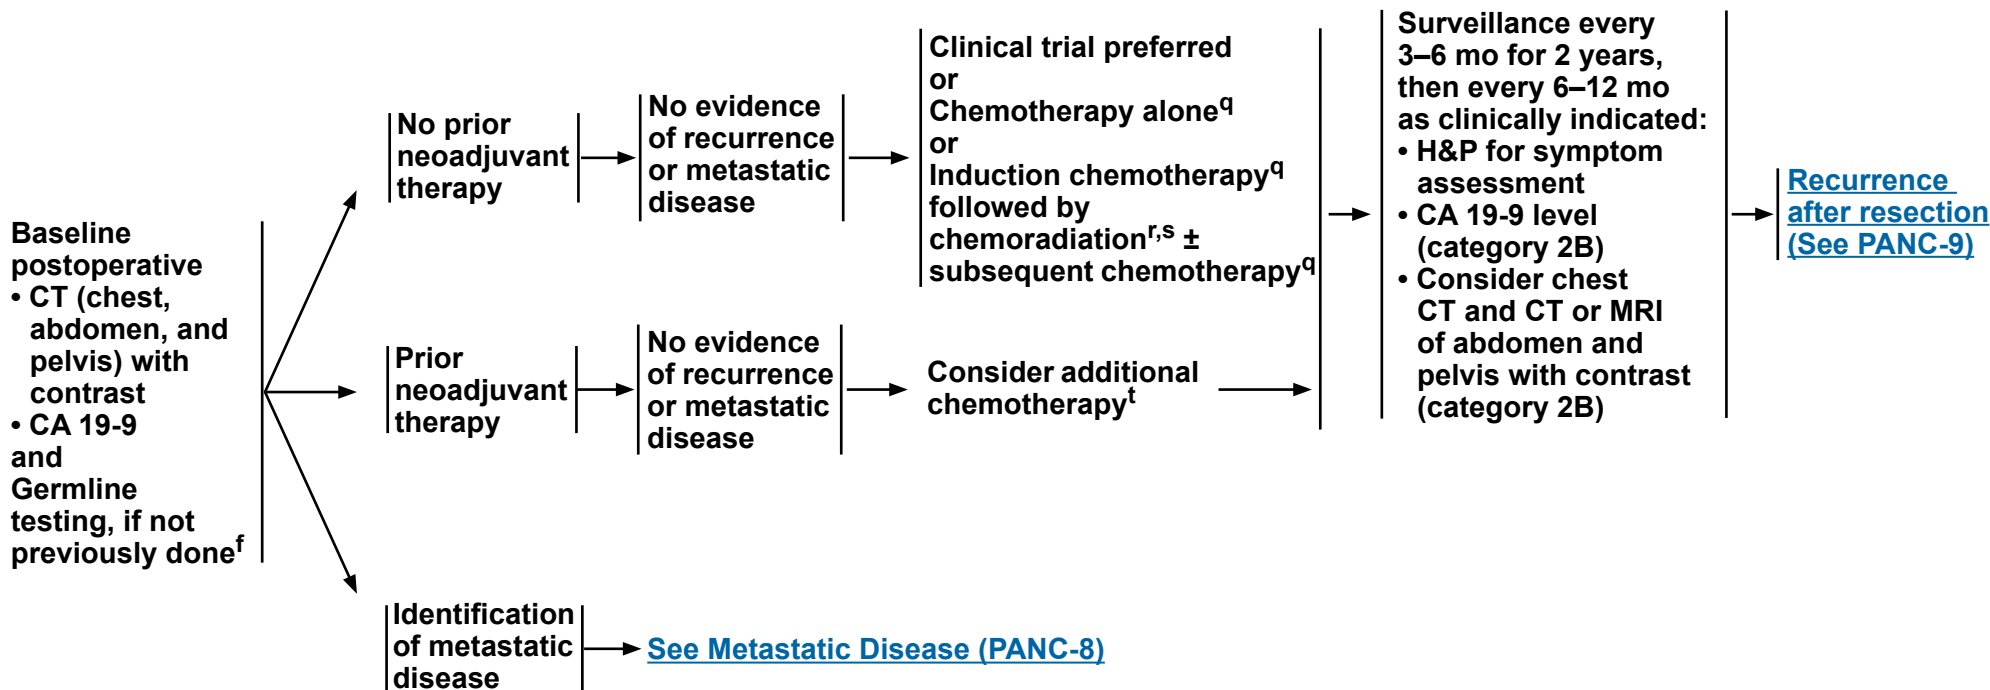 Baseline
postoperative
• CT (chest,
abdomen, and
pelvis) with
contrast
• CA 19-9
and
Germline
testing, if not
previously doneᶠ
No prior
neoadjuvant
therapy
No evidence
of recurrence
or metastatic
disease
Clinical trial preferred
or
Chemotherapy alone^q
or
Induction chemotherapy^q
followed by
chemoradiation^r,s ±
subsequent chemotherapy^q
Prior
neoadjuvant
therapy
No evidence
of recurrence
or metastatic
disease
Consider additional
chemotherapy^t
Identification
of metastatic
disease
See Metastatic Disease (PANC-8)
Surveillance every
3–6 mo for 2 years,
then every 6–12 mo
as clinically indicated:
• H&P for symptom
assessment
• CA 19-9 level
(category 2B)
• Consider chest
CT and CT or MRI
of abdomen and
pelvis with contrast
(category 2B)
Recurrence
after resection
(See PANC-9)